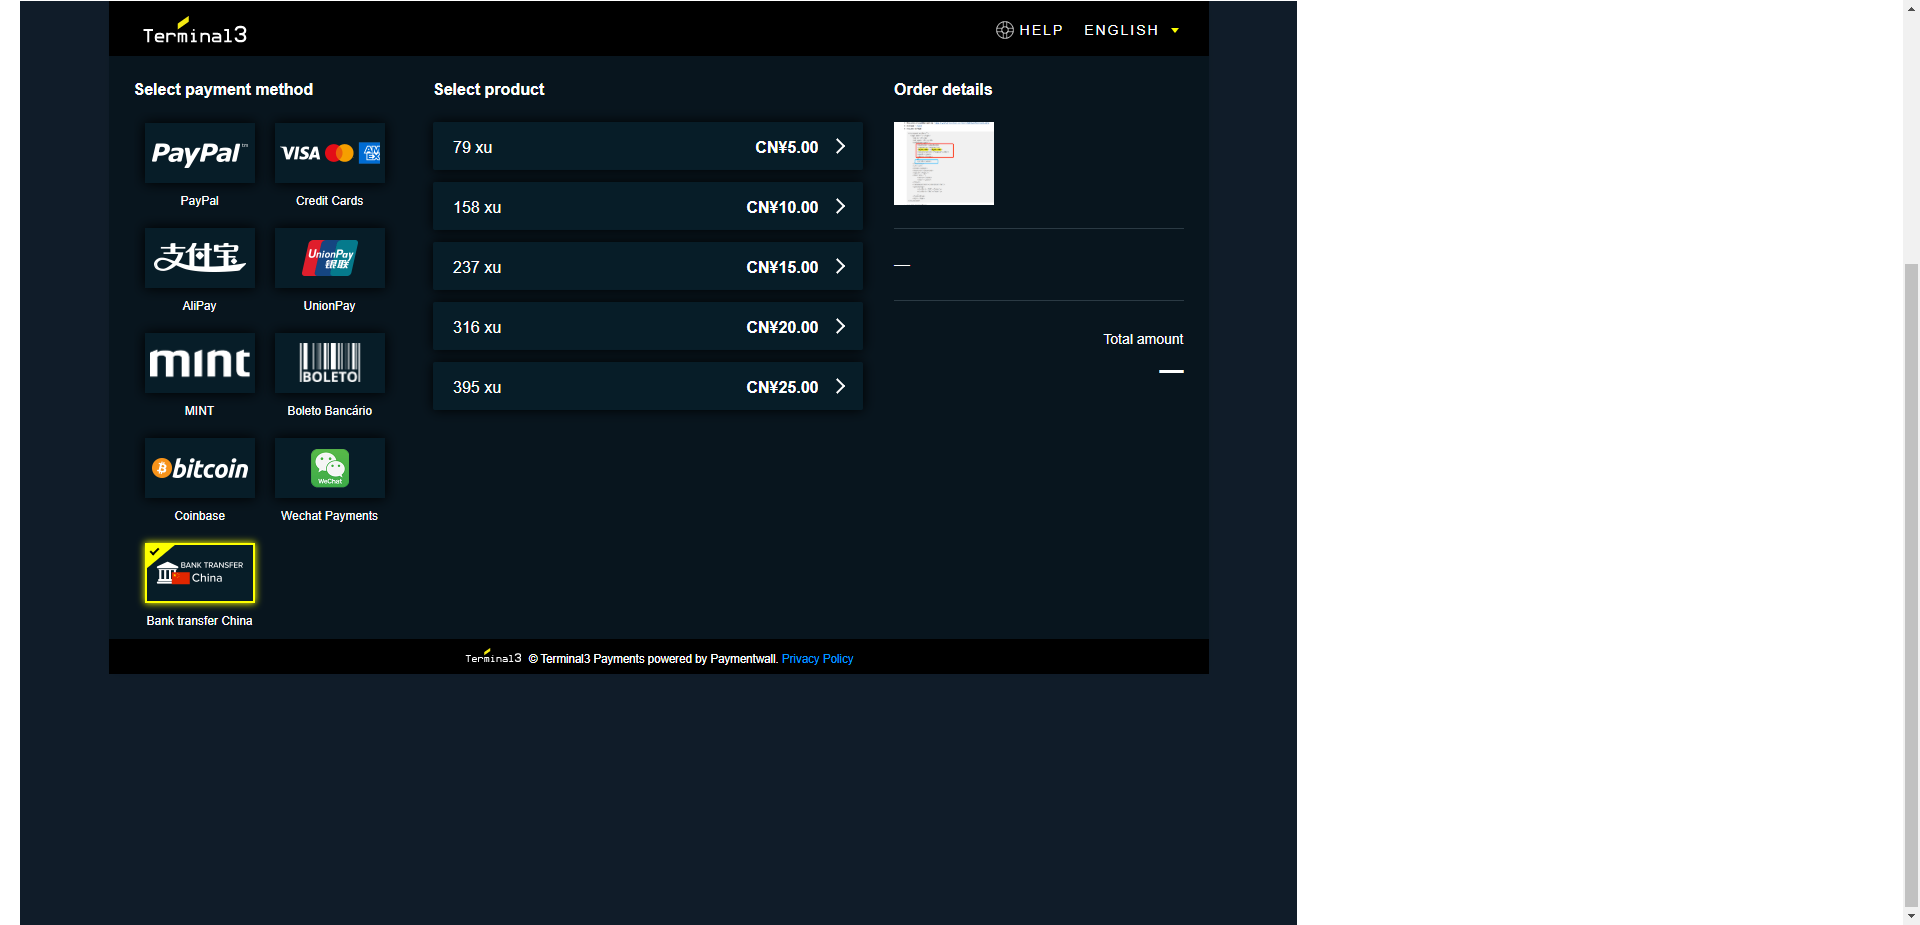 Terminal3
HELP
ENGLISH
Select payment method
Select product
Order details
PayPal™
VISA
AM
EX
PayPal
Credit Cards
支付宝
UnionPay
银联
AliPay
UnionPay
mint
BOLETO
MINT
Boleto Bancário
bitcoin
WeChat
Coinbase
Wechat Payments
BANK TRANSFER
China
Bank transfer China
79 xu CN¥5.00
158 xu CN¥10.00
237 xu CN¥15.00
316 xu CN¥20.00
395 xu CN¥25.00
Total amount
Terminal3 © Terminal3 Payments powered by Paymentwall. Privacy Policy